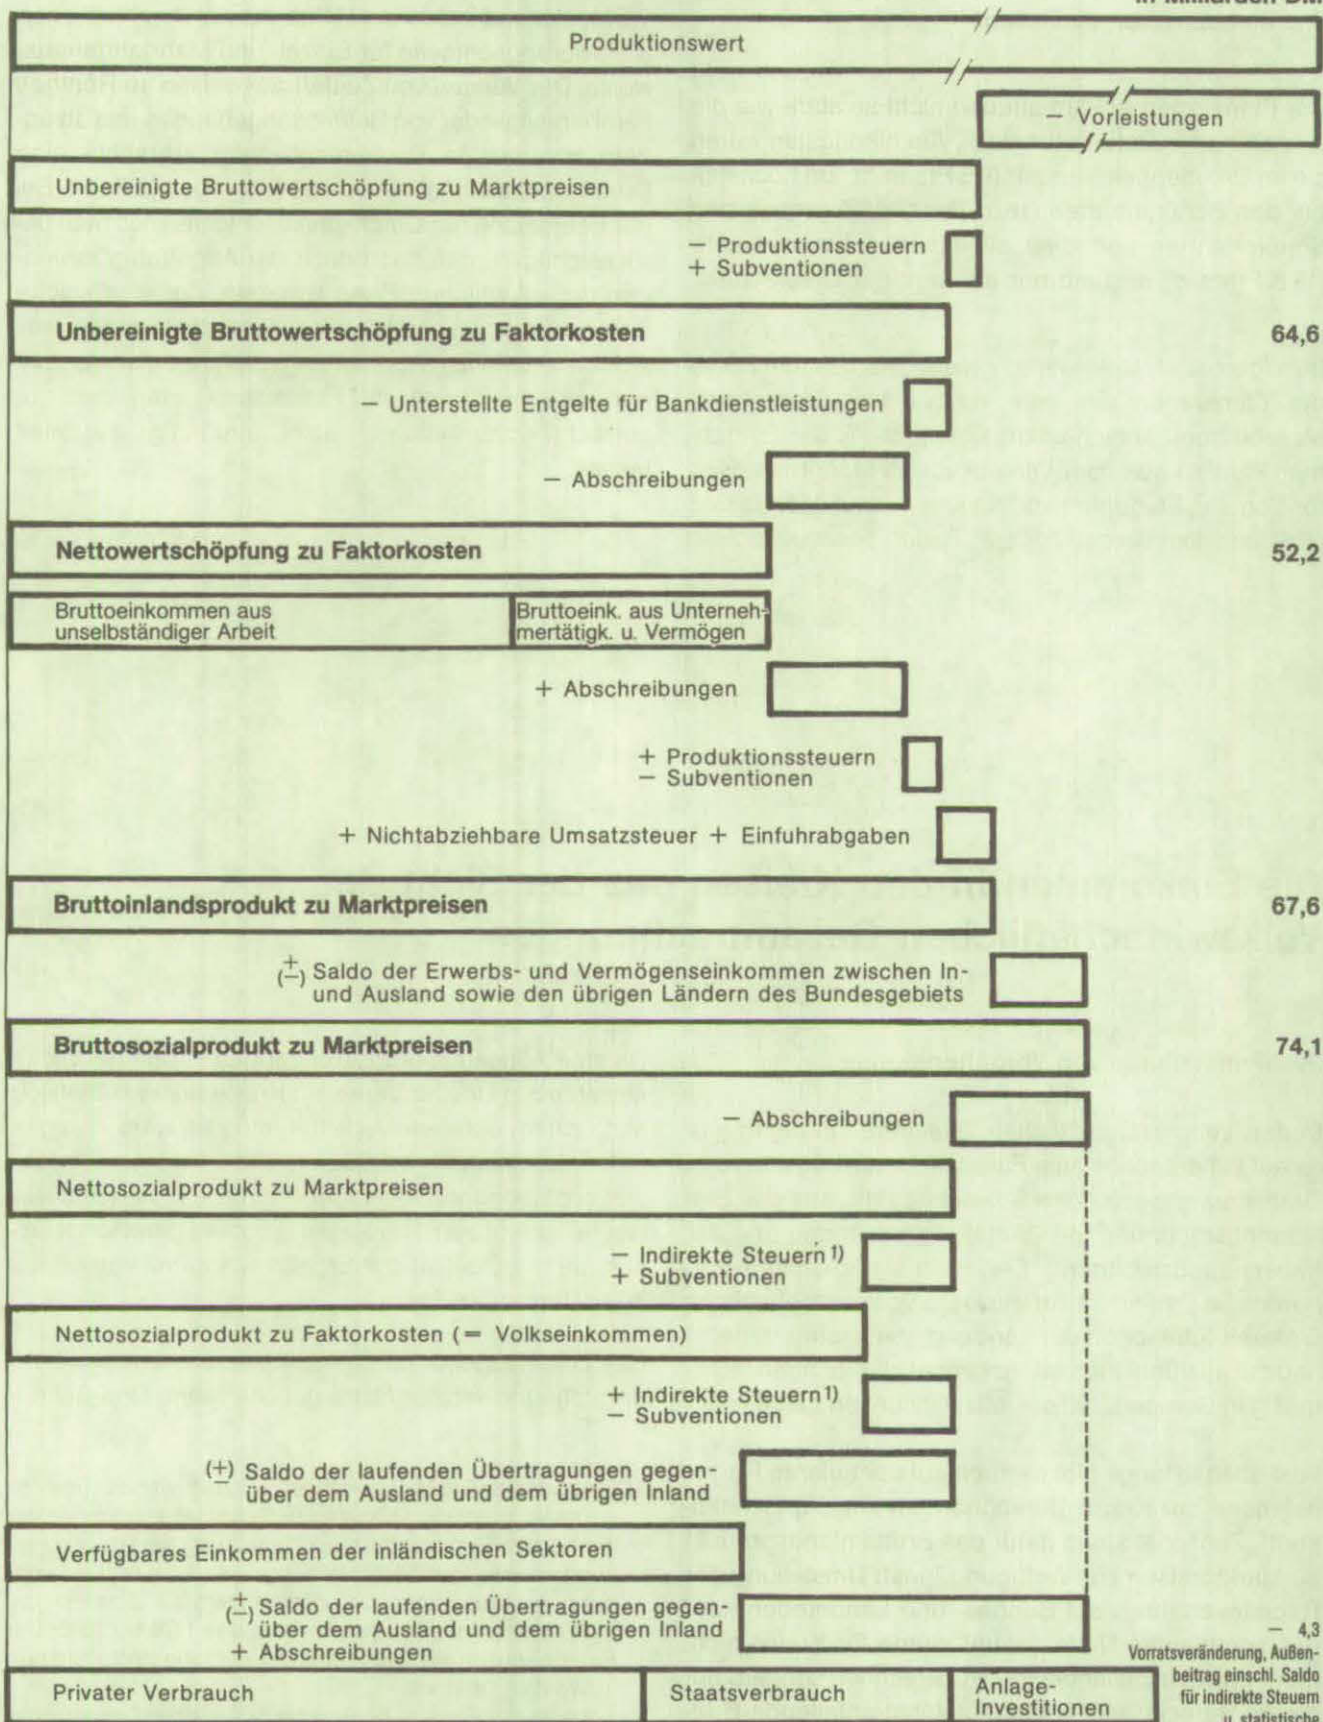 in Milliarden DM
Produktionswert
− Vorleistungen
Unbereinigte Bruttowertschöpfung zu Marktpreisen
− Produktionssteuern
+ Subventionen
Unbereinigte Bruttowertschöpfung zu Faktorkosten
64,6
− Unterstellte Entgelte für Bankdienstleistungen
− Abschreibungen
Nettowertschöpfung zu Faktorkosten
52,2
Bruttoeinkommen aus
unselbständiger Arbeit
Bruttoeink. aus Unterneh-
mertätigk. u. Vermögen
+ Abschreibungen
+ Produktionssteuern
− Subventionen
+ Nichtabziehbare Umsatzsteuer + Einfuhrabgaben
Bruttoinlandsprodukt zu Marktpreisen
67,6
(±) Saldo der Erwerbs- und Vermögenseinkommen zwischen In-
und Ausland sowie den übrigen Ländern des Bundesgebiets
Bruttosozialprodukt zu Marktpreisen
74,1
− Abschreibungen
Nettosozialprodukt zu Marktpreisen
− Indirekte Steuern 1)
+ Subventionen
Nettosozialprodukt zu Faktorkosten (= Volkseinkommen)
+ Indirekte Steuern 1)
− Subventionen
(±) Saldo der laufenden Übertragungen gegen-
über dem Ausland und dem übrigen Inland
Verfügbares Einkommen der inländischen Sektoren
(±) Saldo der laufenden Übertragungen gegen-
über dem Ausland und dem übrigen Inland
+ Abschreibungen
− 4,3
Vorratsveränderung, Außen-
beitrag einschl. Saldo
für indirekte Steuern
u. statistische
Privater Verbrauch
Staatsverbrauch
Anlage-
Investitionen